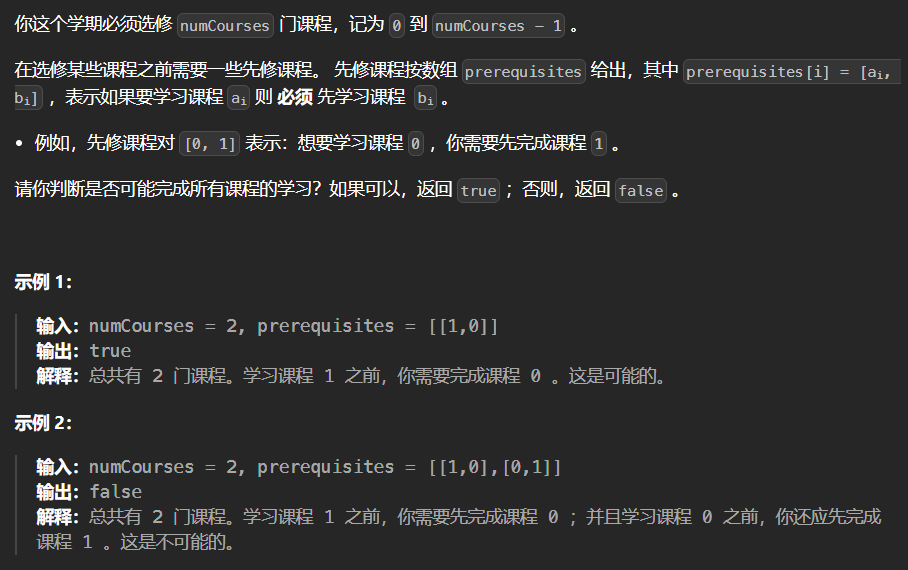 你这个学期必须选修 numCourses 门课程，记为 0 到 numCourses - 1 。
在选修某些课程之前需要一些先修课程。 先修课程按数组 prerequisites 给出，其中 prerequisites[i] = [aᵢ,
bᵢ] ，表示如果要学习课程 aᵢ 则 必须 先学习课程 bᵢ 。
• 例如，先修课程对 [0, 1] 表示：想要学习课程 0 ，你需要先完成课程 1 。
请你判断是否可能完成所有课程的学习？如果可以，返回 true ；否则，返回 false 。
示例 1：
输入：numCourses = 2, prerequisites = [[1,0]]
输出：true
解释：总共有 2 门课程。学习课程 1 之前，你需要完成课程 0 。这是可能的。
示例 2：
输入：numCourses = 2, prerequisites = [[1,0],[0,1]]
输出：false
解释：总共有 2 门课程。学习课程 1 之前，你需要先完成课程 0 ；并且学习课程 0 之前，你还应先完成
课程 1 。这是不可能的。